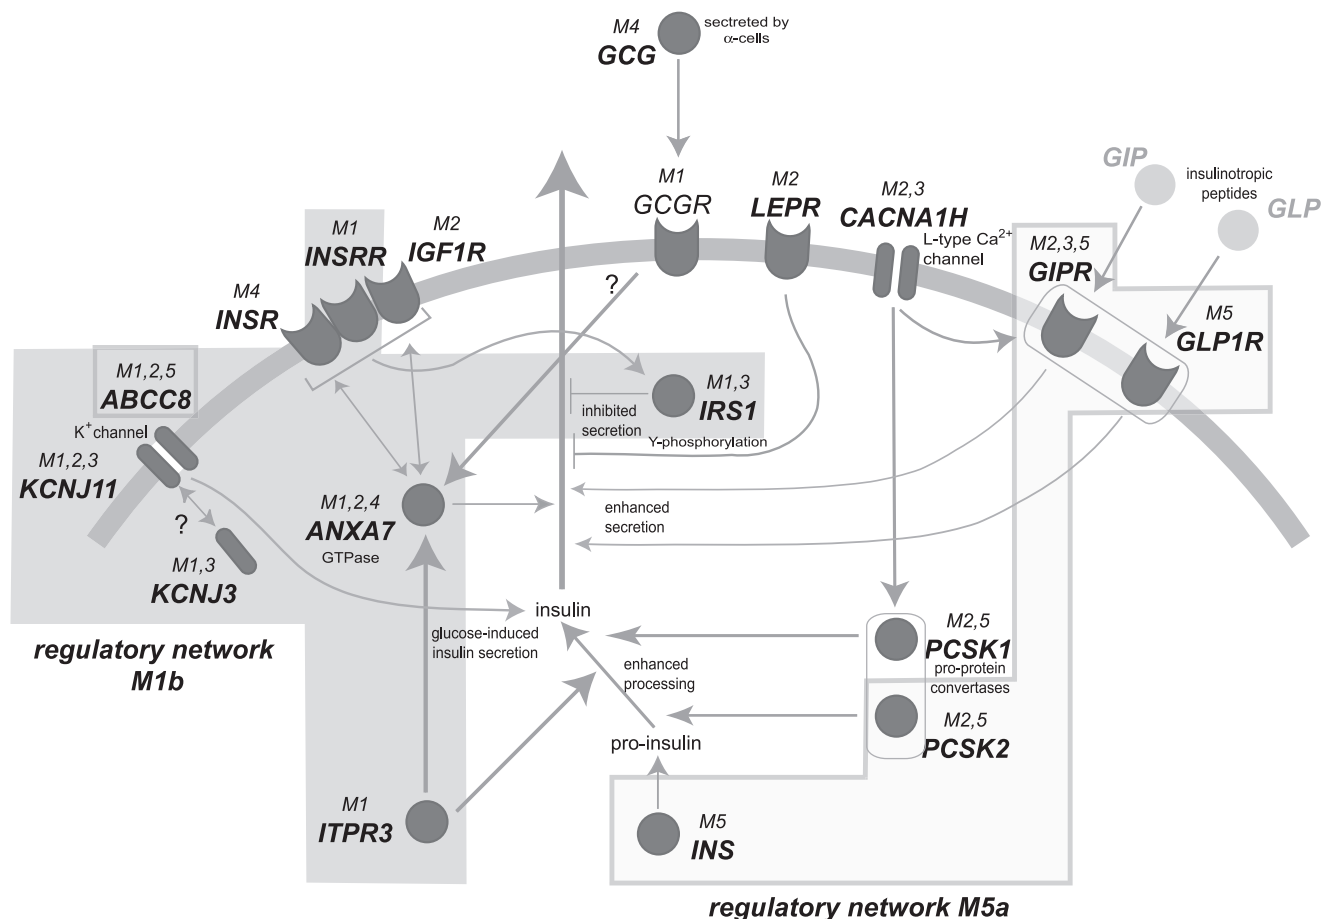 M4
GCG
sectreted by
α-cells
M1
GCGR
M2
LEPR
M2,3
CACNA1H
L-type Ca2+
channel
GIP
insulinotropic
peptides
GLP
M2,3,5
GIPR
M5
GLP1R
M1
INSRR
M2
IGF1R
M4
INSR
?
M1,2,5
ABCC8
K+channel
M1,2,3
KCNJ11
?
M1,3
KCNJ3
M1,3
IRS1
inhibited
secretion
Y-phosphorylation
M1,2,4
ANXA7
GTPase
enhanced
secretion
insulin
glucose-induced
insulin secretion
regulatory network
M1b
enhanced
processing
pro-insulin
M2,5
PCSK1
pro-protein
convertases
M2,5
PCSK2
M1
ITPR3
M5
INS
regulatory network M5a